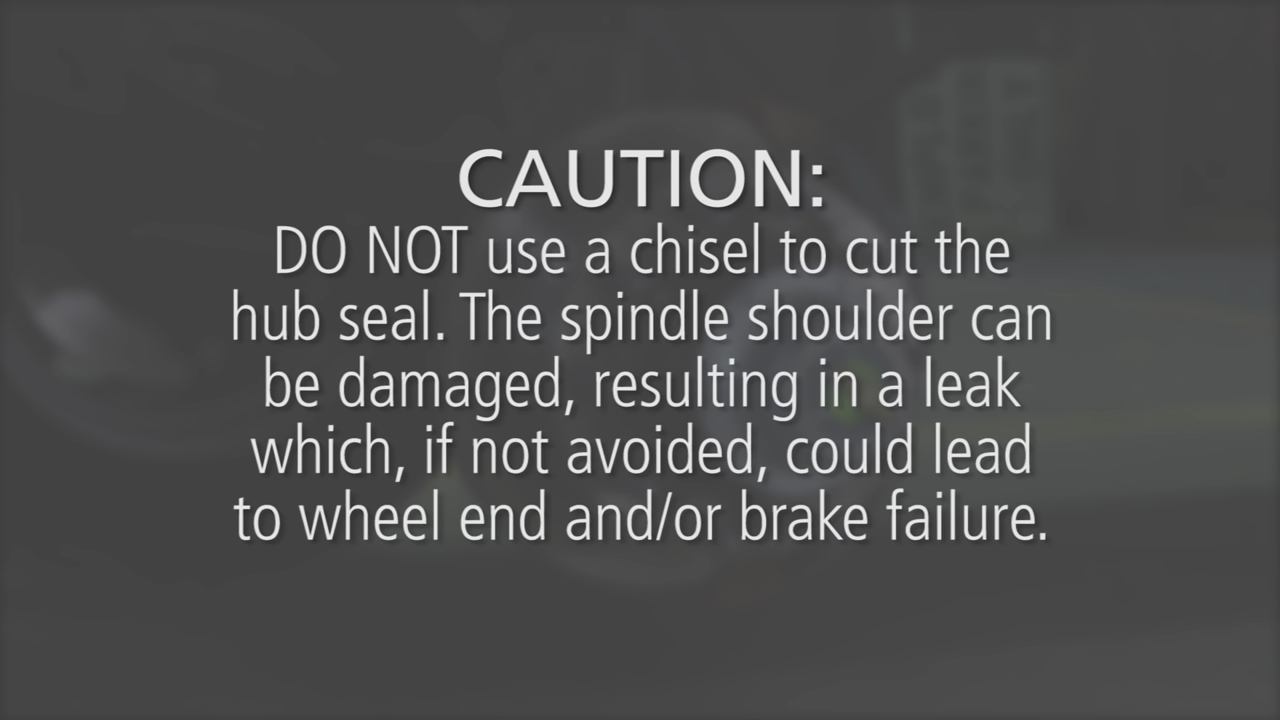 CAUTION:
DO NOT use a chisel to cut the
hub seal. The spindle shoulder can
be damaged, resulting in a leak
which, if not avoided, could lead
to wheel end and/or brake failure.